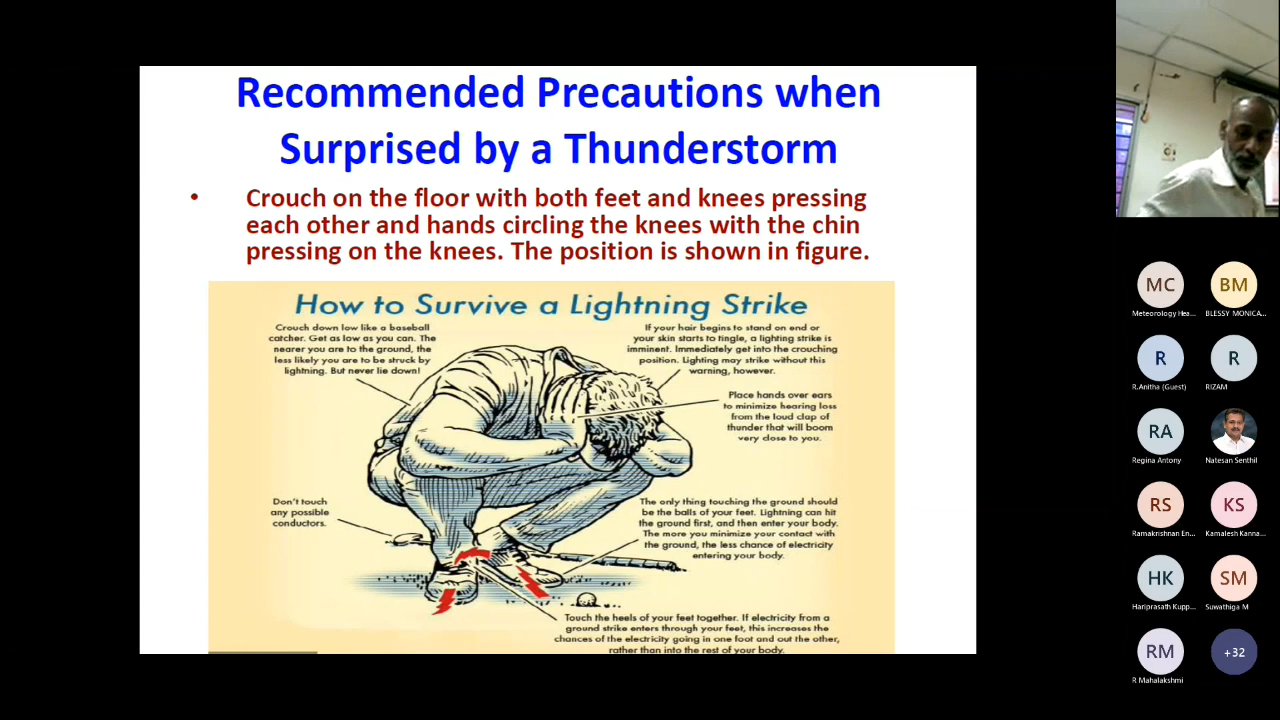 Recommended Precautions when
Surprised by a Thunderstorm
• Crouch on the floor with both feet and knees pressing
each other and hands circling the knees with the chin
pressing on the knees. The position is shown in figure.
How to Survive a Lightning Strike
Crouch down low like a baseball
catcher. Get as low as you can. The
nearer you are to the ground, the
less likely you are to be struck by
lightning. But never lie down!
If your hair begins to stand on end or
your skin starts to tingle, a lighting strike is
imminent. Immediately get into the crouching
position. Lighting may strike without this
warning, however.
Place hands over ears
to minimize hearing loss
from the loud clap of
thunder that will boom
very close to you.
Don't touch
any possible
conductors.
The only thing touching the ground should
be the balls of your feet. Lightning can hit
the ground first, and then enter your body.
The more you minimize your contact with
the ground, the less chance of electricity
entering your body.
Touch the heels of your feet together. If electricity from a
ground strike enters through your feet, this increases the
chances of the electricity going in one foot and out the other,
rather than into the rest of your body.
MC
BM
Meteorology Hea...
BLESSY MONICA...
R
R
R.Anitha (Guest)
RIZAM
RA
Regina Antony
Natesan Senthil
RS
KS
Ramakrishnan En...
Kamalesh Kanna...
HK
SM
Hariprasath Kupp...
Suwathiga M
RM
+32
R Mahalakshmi